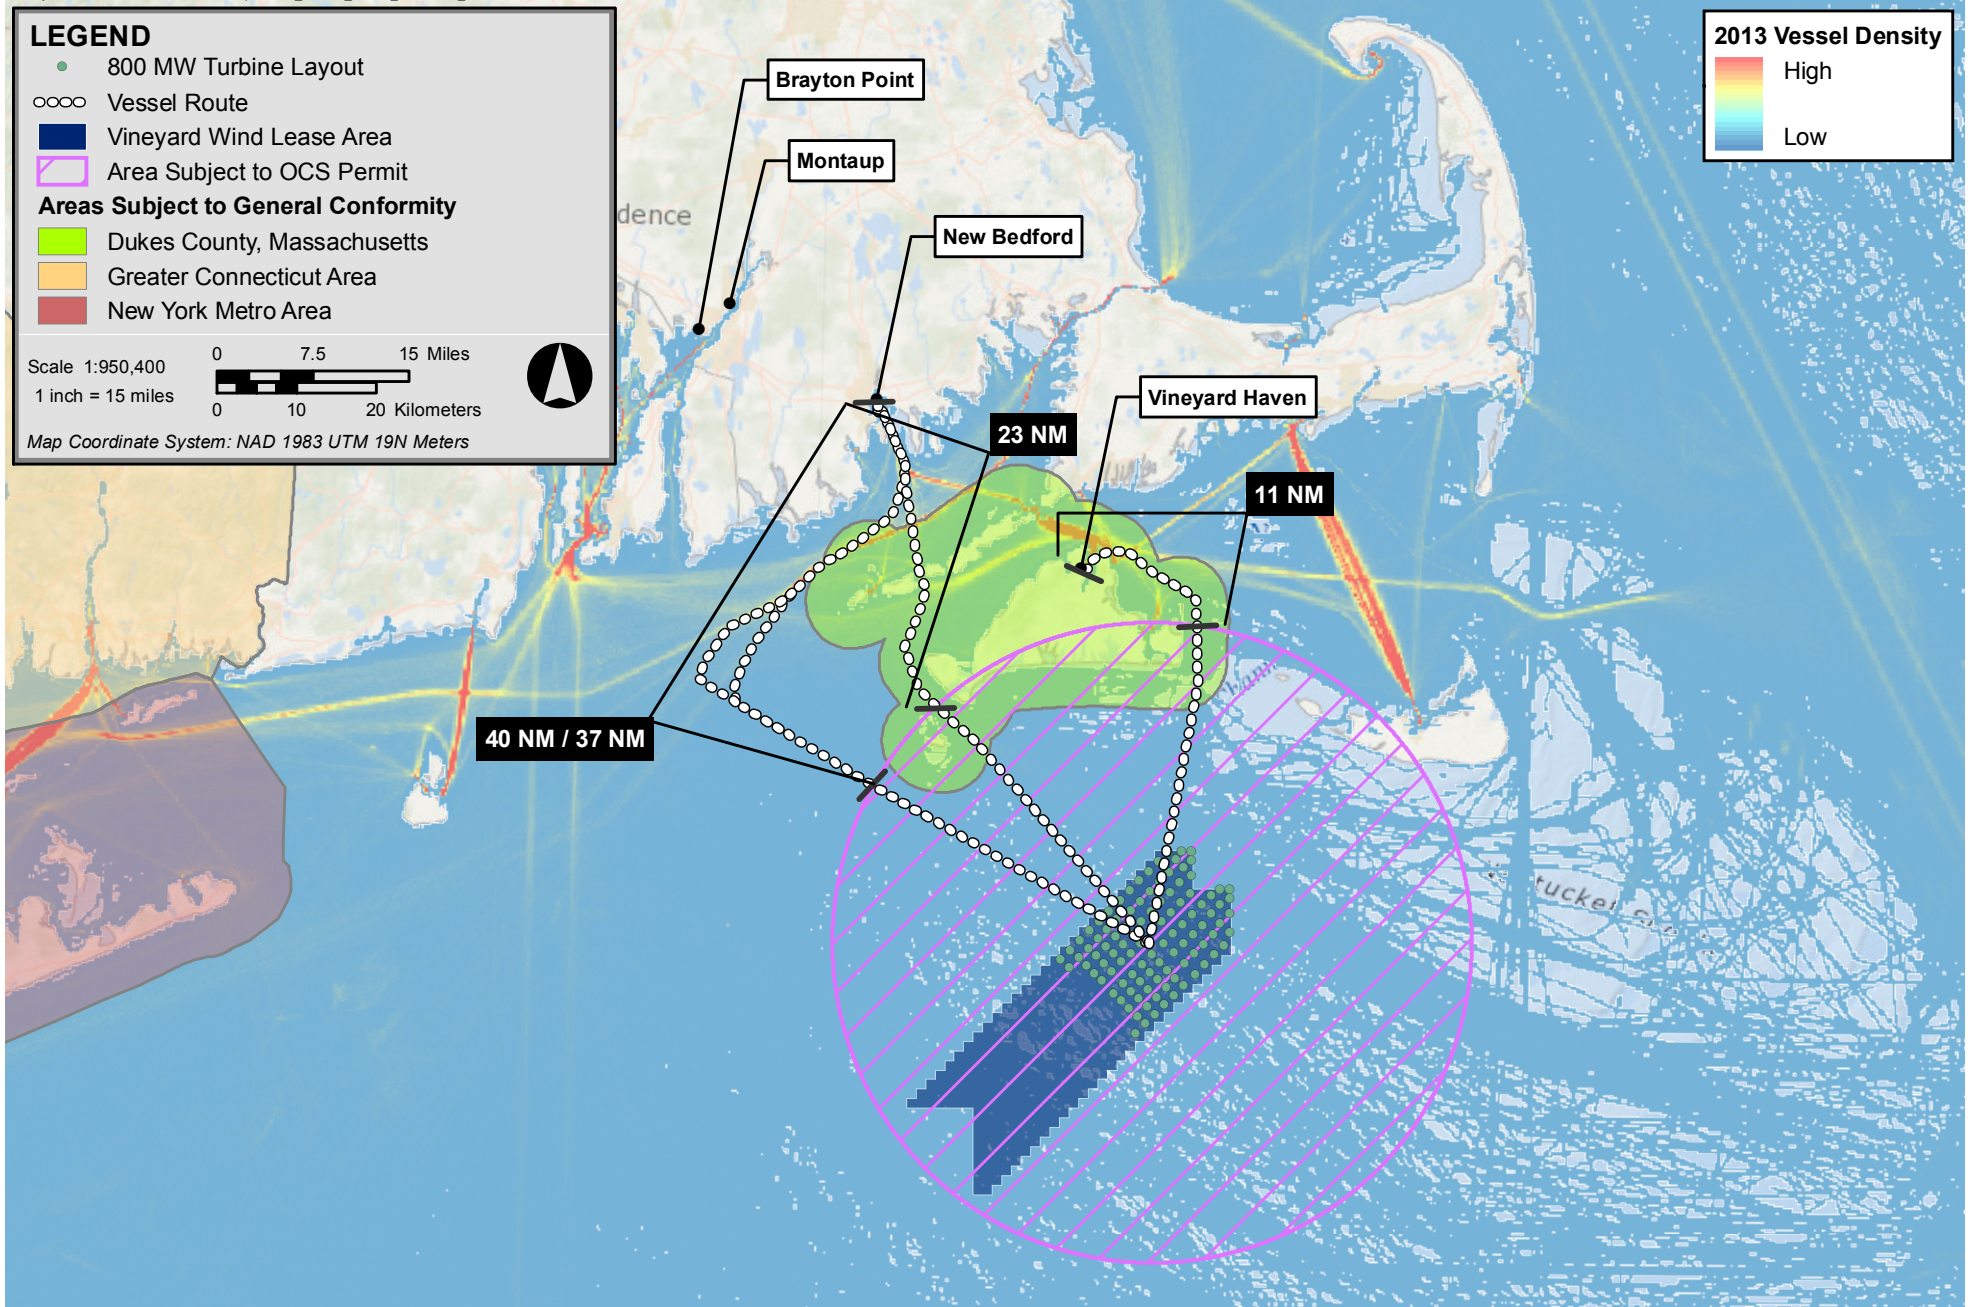 LEGEND
800 MW Turbine Layout
Vessel Route
Vineyard Wind Lease Area
Area Subject to OCS Permit
Areas Subject to General Conformity
Dukes County, Massachusetts
Greater Connecticut Area
New York Metro Area
Scale 1:950,400
1 inch = 15 miles
0 7.5 15 Miles
0 10 20 Kilometers
Map Coordinate System: NAD 1983 UTM 19N Meters
2013 Vessel Density
High
Low
Brayton Point
Montaup
dence
New Bedford
Vineyard Haven
23 NM
11 NM
40 NM / 37 NM
tucket